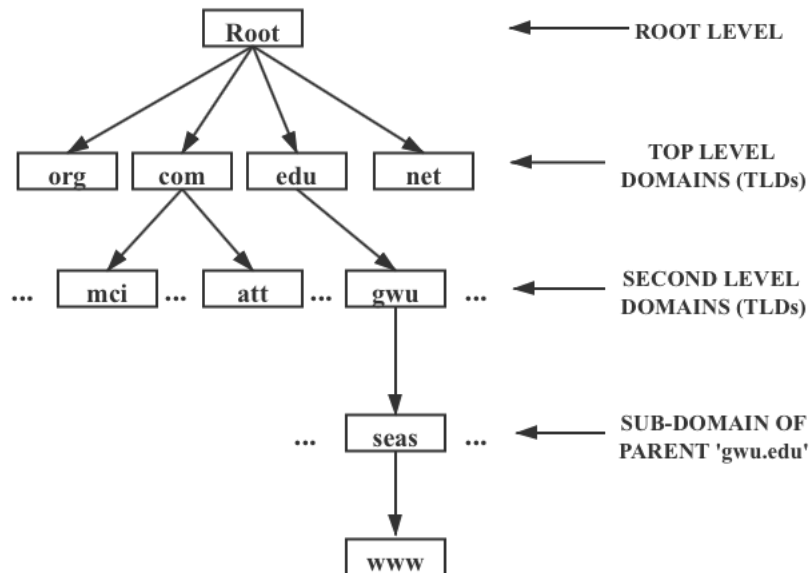 Root
ROOT LEVEL
org com edu net
TOP LEVEL
DOMAINS (TLDs)
... mci ... att ... gwu ...
SECOND LEVEL
DOMAINS (TLDs)
... seas ...
SUB-DOMAIN OF
PARENT 'gwu.edu'
www